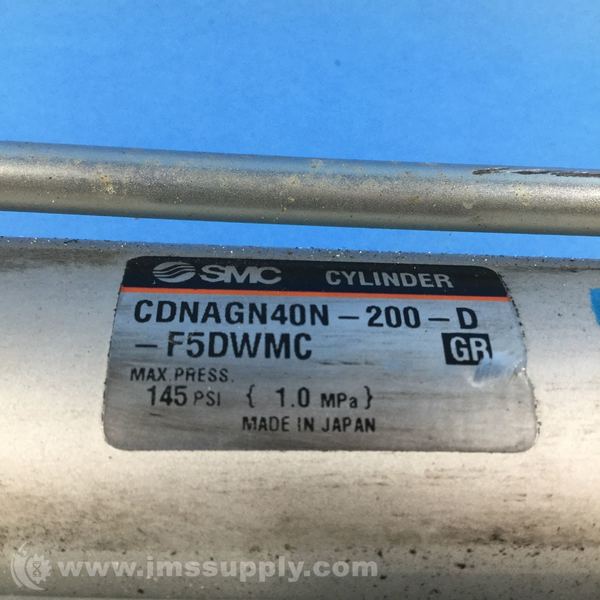 SMC CYLINDER
CDNAGN40N-200-D
-F5DWMC GR
MAX.PRESS.
145 PSI { 1.0 MPa }
MADE IN JAPAN
www.jmssupply.com